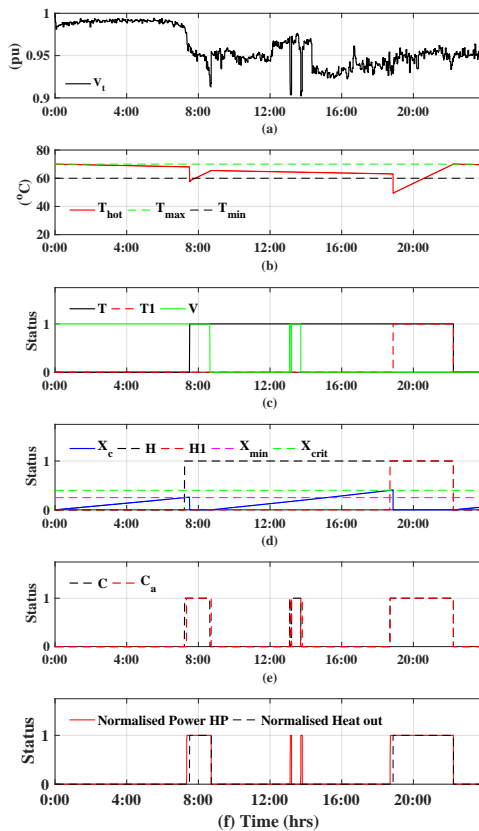 1
(pu)
0.95
0.9
V_t
0:00 4:00 8:00 12:00 16:00 20:00
(a)
80
(°C)
60
40
20
T_hot T_max T_min
0:00 4:00 8:00 12:00 16:00 20:00
(b)
T T1 V
Status
1
0
0:00 4:00 8:00 12:00 16:00 20:00
(c)
X_c H H1 X_min X_crit
Status
1
0
0:00 4:00 8:00 12:00 16:00 20:00
(d)
C C_a
Status
1
0
0:00 4:00 8:00 12:00 16:00 20:00
(e)
Normalised Power HP Normalised Heat out
Status
1
0
0:00 4:00 8:00 12:00 16:00 20:00
(f) Time (hrs)